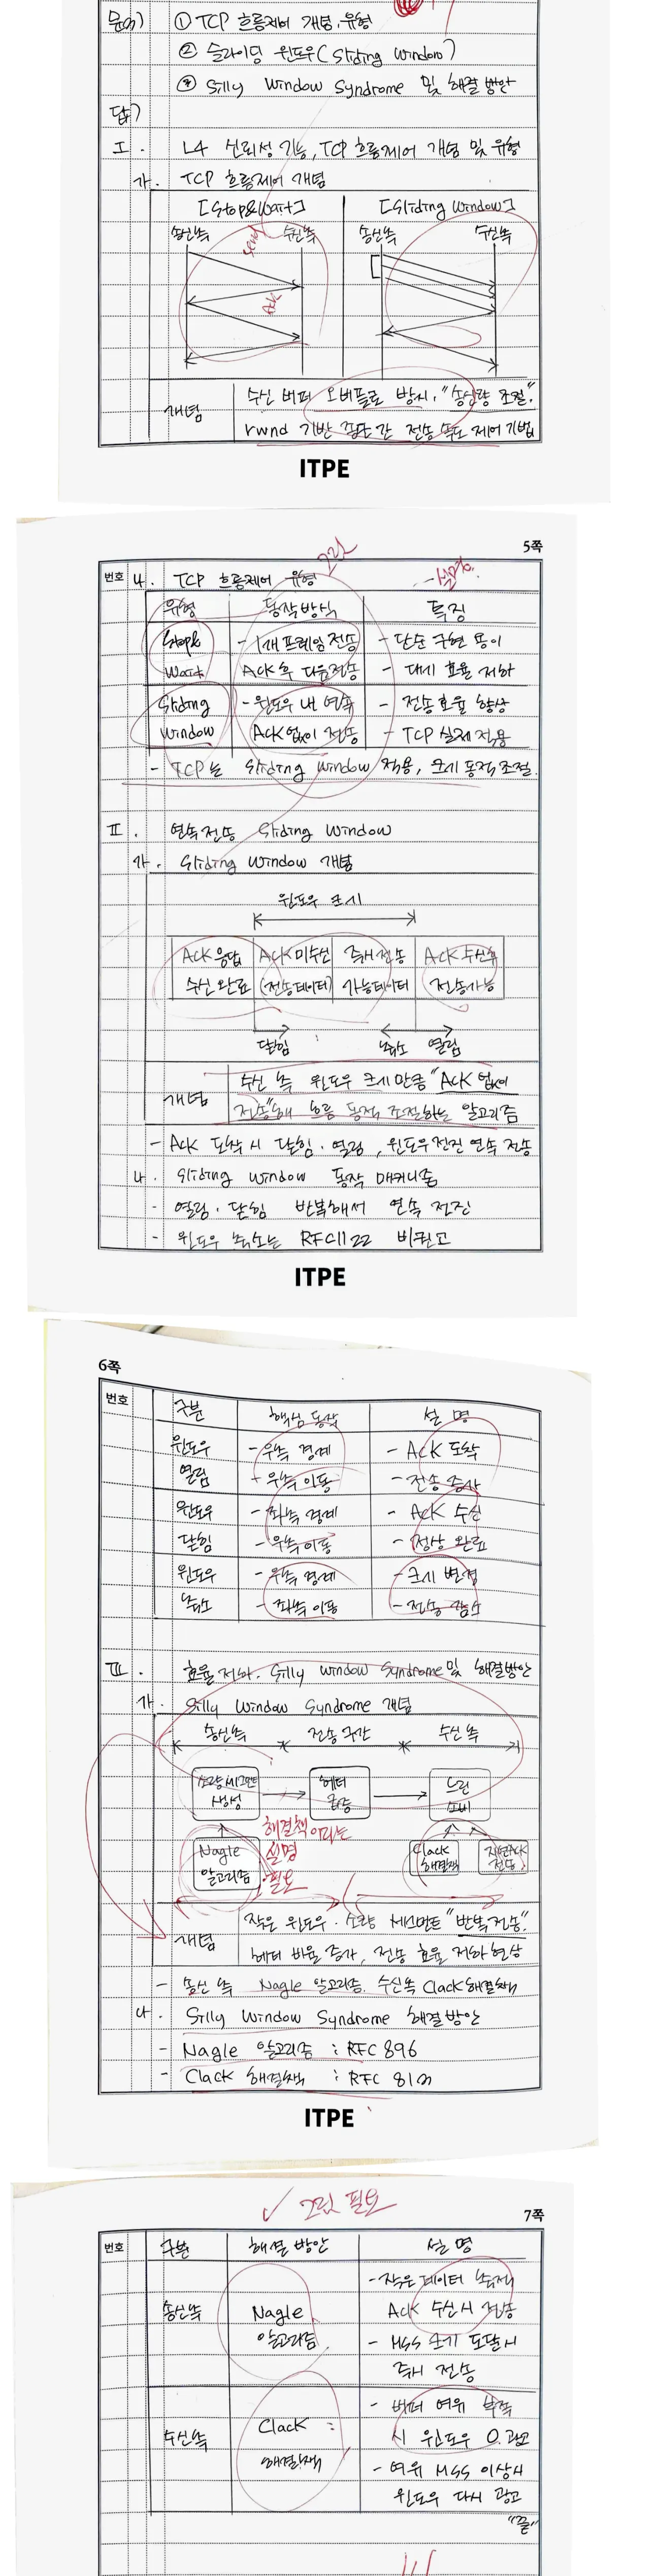 문) ① TCP 흐름제어 개념, 유형
② 슬라이딩 윈도우(Sliding Window)
③ Silly Window Syndrome 및 해결방안
답)
I. L4 신뢰성 기능, TCP 흐름제어 개념 및 유형
가. TCP 흐름제어 개념
[Stop&Wait] [Sliding Window]
송신측 수신측 송신측 수신측
send
Ack
개념
수신 버퍼 오버플로 방지, "송신량 조절"
rwnd 기반 종단간 전송 속도 제어 기법
ITPE
5쪽
번호 나. TCP 흐름제어 유형
유형 동작방식 특징
Stop& - 1개 프레임 전송 - 단순 구현 용이
Wait Ack 후 다음전송 - 대기 효율 저하
Sliding - 윈도우 내 연속 - 전송효율 향상
Window Ack 없이 전송 - TCP 실제 적용
- TCP는 Sliding Window 적용, 크기 동적 조절.
II. 연속전송 Sliding Window
가. Sliding Window 개념
윈도우 크기
Ack 응답 Ack 미수신 즉시 전송 Ack 수신후
수신 완료 (전송데이터) 가능데이터 전송가능
닫힘 축소 열림
개념
수신 측 윈도우 크기만큼 "Ack 없이
전송"해 흐름 동적 조절하는 알고리즘
- Ack 도착 시 닫힘·열림, 윈도우 전진 연속 전송
나. Sliding Window 동작 매커니즘
- 열림·닫힘 반복해서 연속 전진
- 윈도우 축소는 RFC1122 비권고
ITPE
6쪽
번호 구분 핵심 동작 설명
윈도우 - 우측 경계 - Ack 도착
열림 - 우측 이동 - 전송 증가
윈도우 - 좌측 경계 - Ack 수신
닫힘 - 우측이동 - 정상 완료
윈도우 - 우측 경계 - 크기 변경
축소 - 좌측 이동 - 전송 감소
III. 효율 저하, Silly Window Syndrome 및 해결방안
가. Silly Window Syndrome 개념
송신측 전송 구간 수신 측
소량 세그먼트 헤더 느린
생성 급증 소비
Nagle Clack 지연Ack
알고리즘 해결책 전송
해결책 이라는
설명
필요
개념
작은 윈도우·소량 세그먼트 "반복전송"
헤더 비율 증가, 전송 효율 저하 현상
- 송신 측 Nagle 알고리즘, 수신측 Clack 해결책
나. Silly Window Syndrome 해결방안
- Nagle 알고리즘 : RFC 896
- Clack 해결책 : RFC 813
ITPE
그림 필요
7쪽
번호 구분 해결 방안 설명
송신측
Nagle
알고리즘
- 작은 데이터 축적
Ack 수신시 전송
- MSS 크기 도달시
즉시 전송
수신측
Clack
해결책
- 버퍼 여유 부족
시 윈도우 0 광고
- 여유 MSS 이상시
윈도우 다시 광고
"끝"